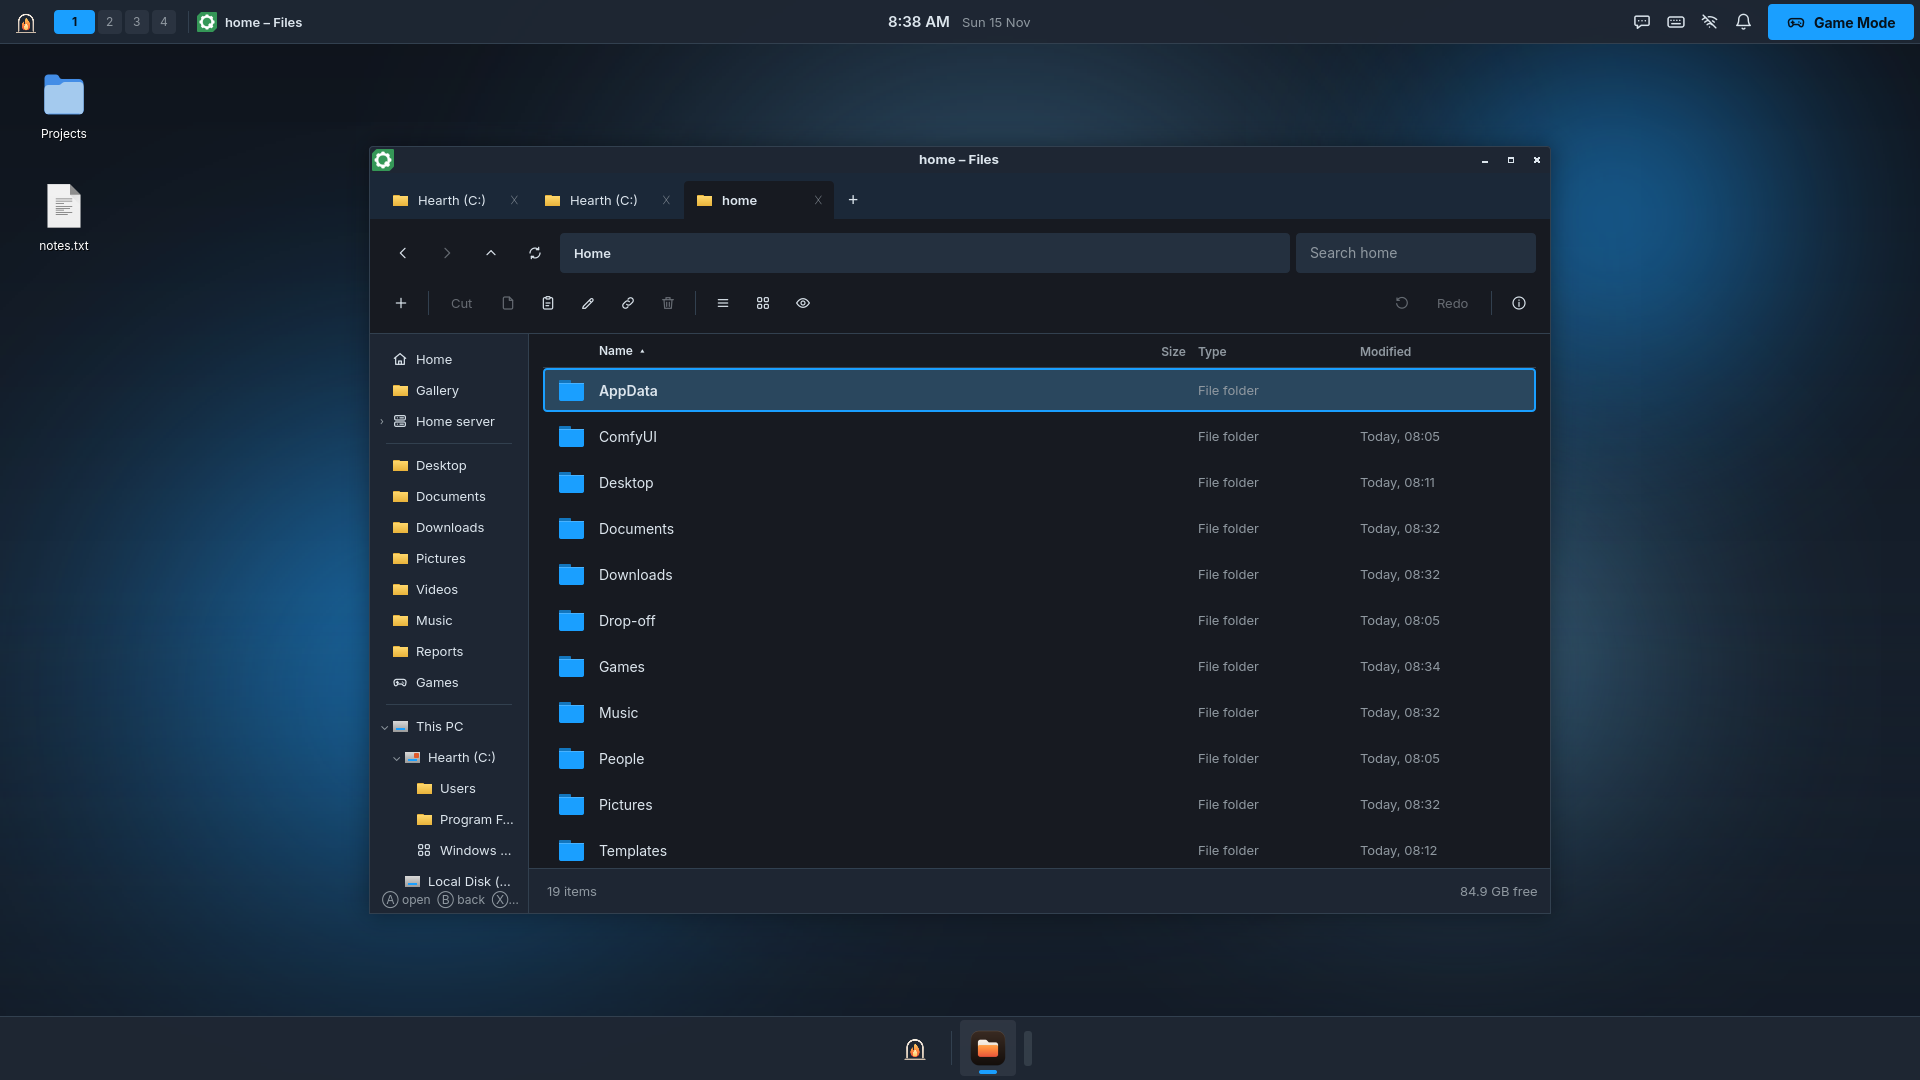 1 2 3 4 home – Files 8:38 AM Sun 15 Nov Game Mode
Projects
notes.txt
home – Files
Hearth (C:) X Hearth (C:) X home X +
Home Search home
Cut Redo
Home
Gallery
Home server
Desktop
Documents
Downloads
Pictures
Videos
Music
Reports
Games
This PC
Hearth (C:)
Users
Program F...
Windows ...
Local Disk (...
A open B back X...
Name Size Type Modified
AppData File folder
ComfyUI File folder Today, 08:05
Desktop File folder Today, 08:11
Documents File folder Today, 08:32
Downloads File folder Today, 08:32
Drop-off File folder Today, 08:05
Games File folder Today, 08:34
Music File folder Today, 08:32
People File folder Today, 08:05
Pictures File folder Today, 08:32
Templates File folder Today, 08:12
19 items 84.9 GB free